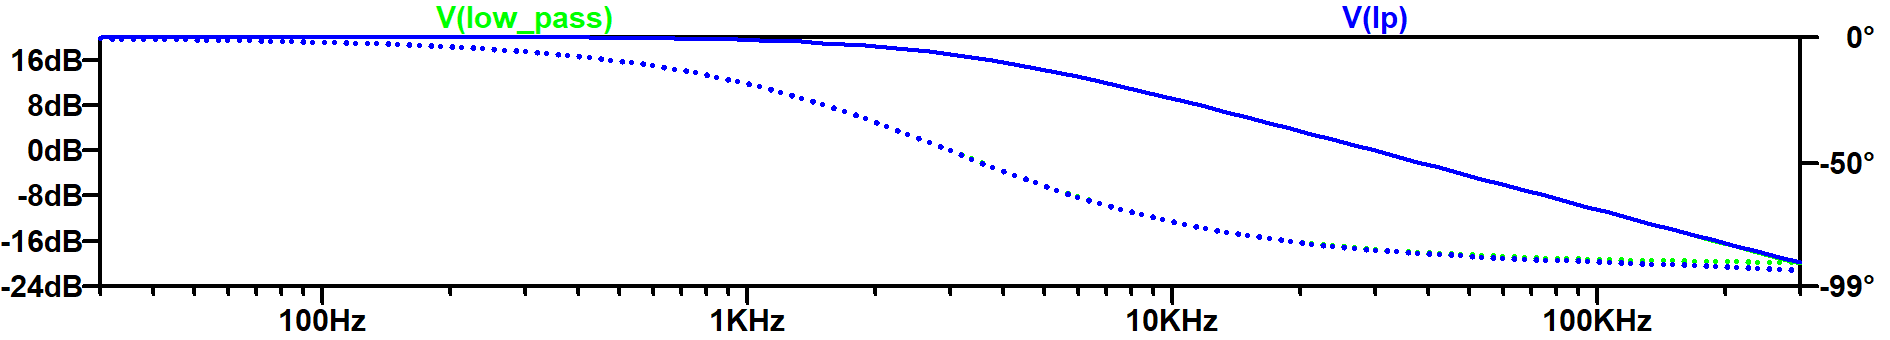 V(low_pass) V(lp)
0°
16dB
8dB
0dB
-50°
-8dB
-16dB
-24dB
-99°
100Hz 1KHz 10KHz 100KHz